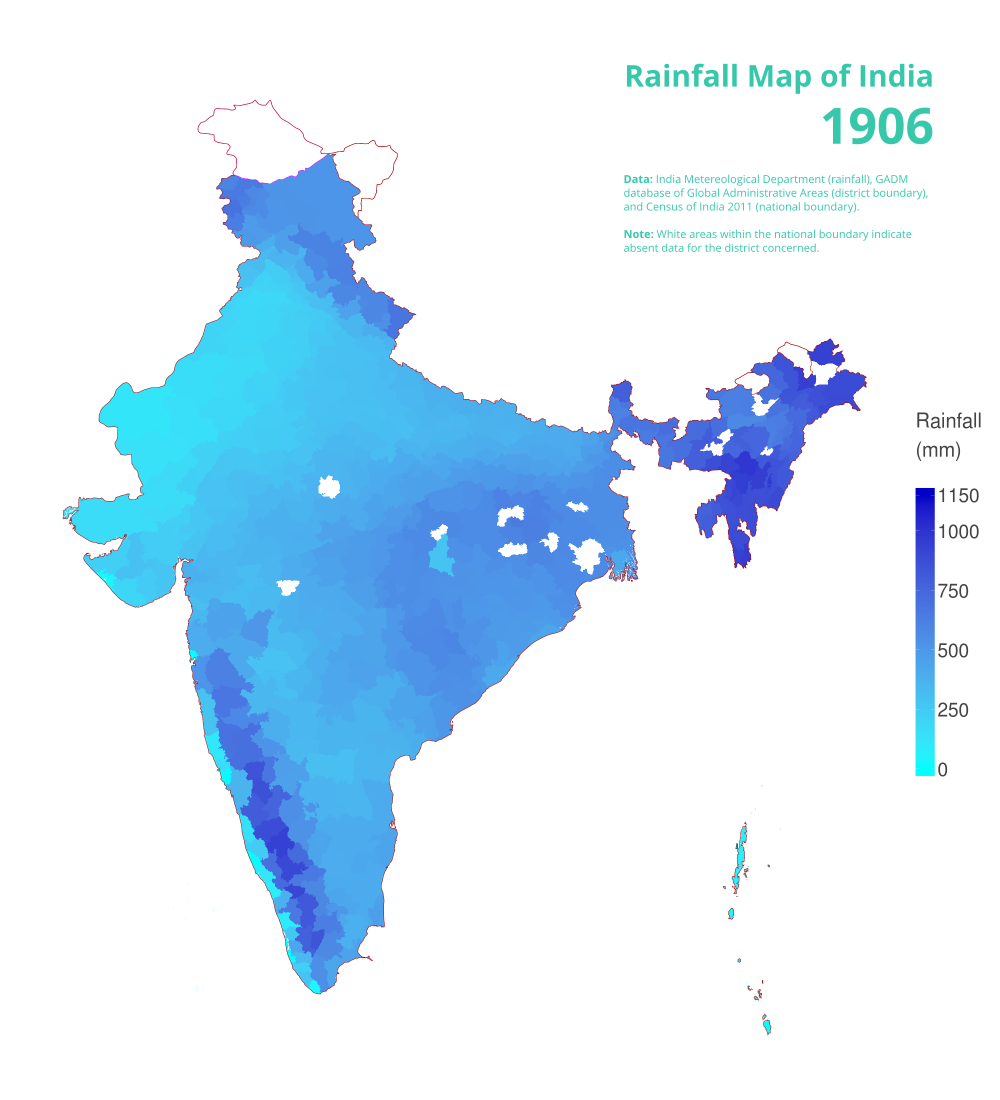 Rainfall Map of India
1906
Data: India Metereological Department (rainfall), GADM
database of Global Administrative Areas (district boundary),
and Census of India 2011 (national boundary).
Note: White areas within the national boundary indicate
absent data for the district concerned.
Rainfall
(mm)
1150
1000
750
500
250
0